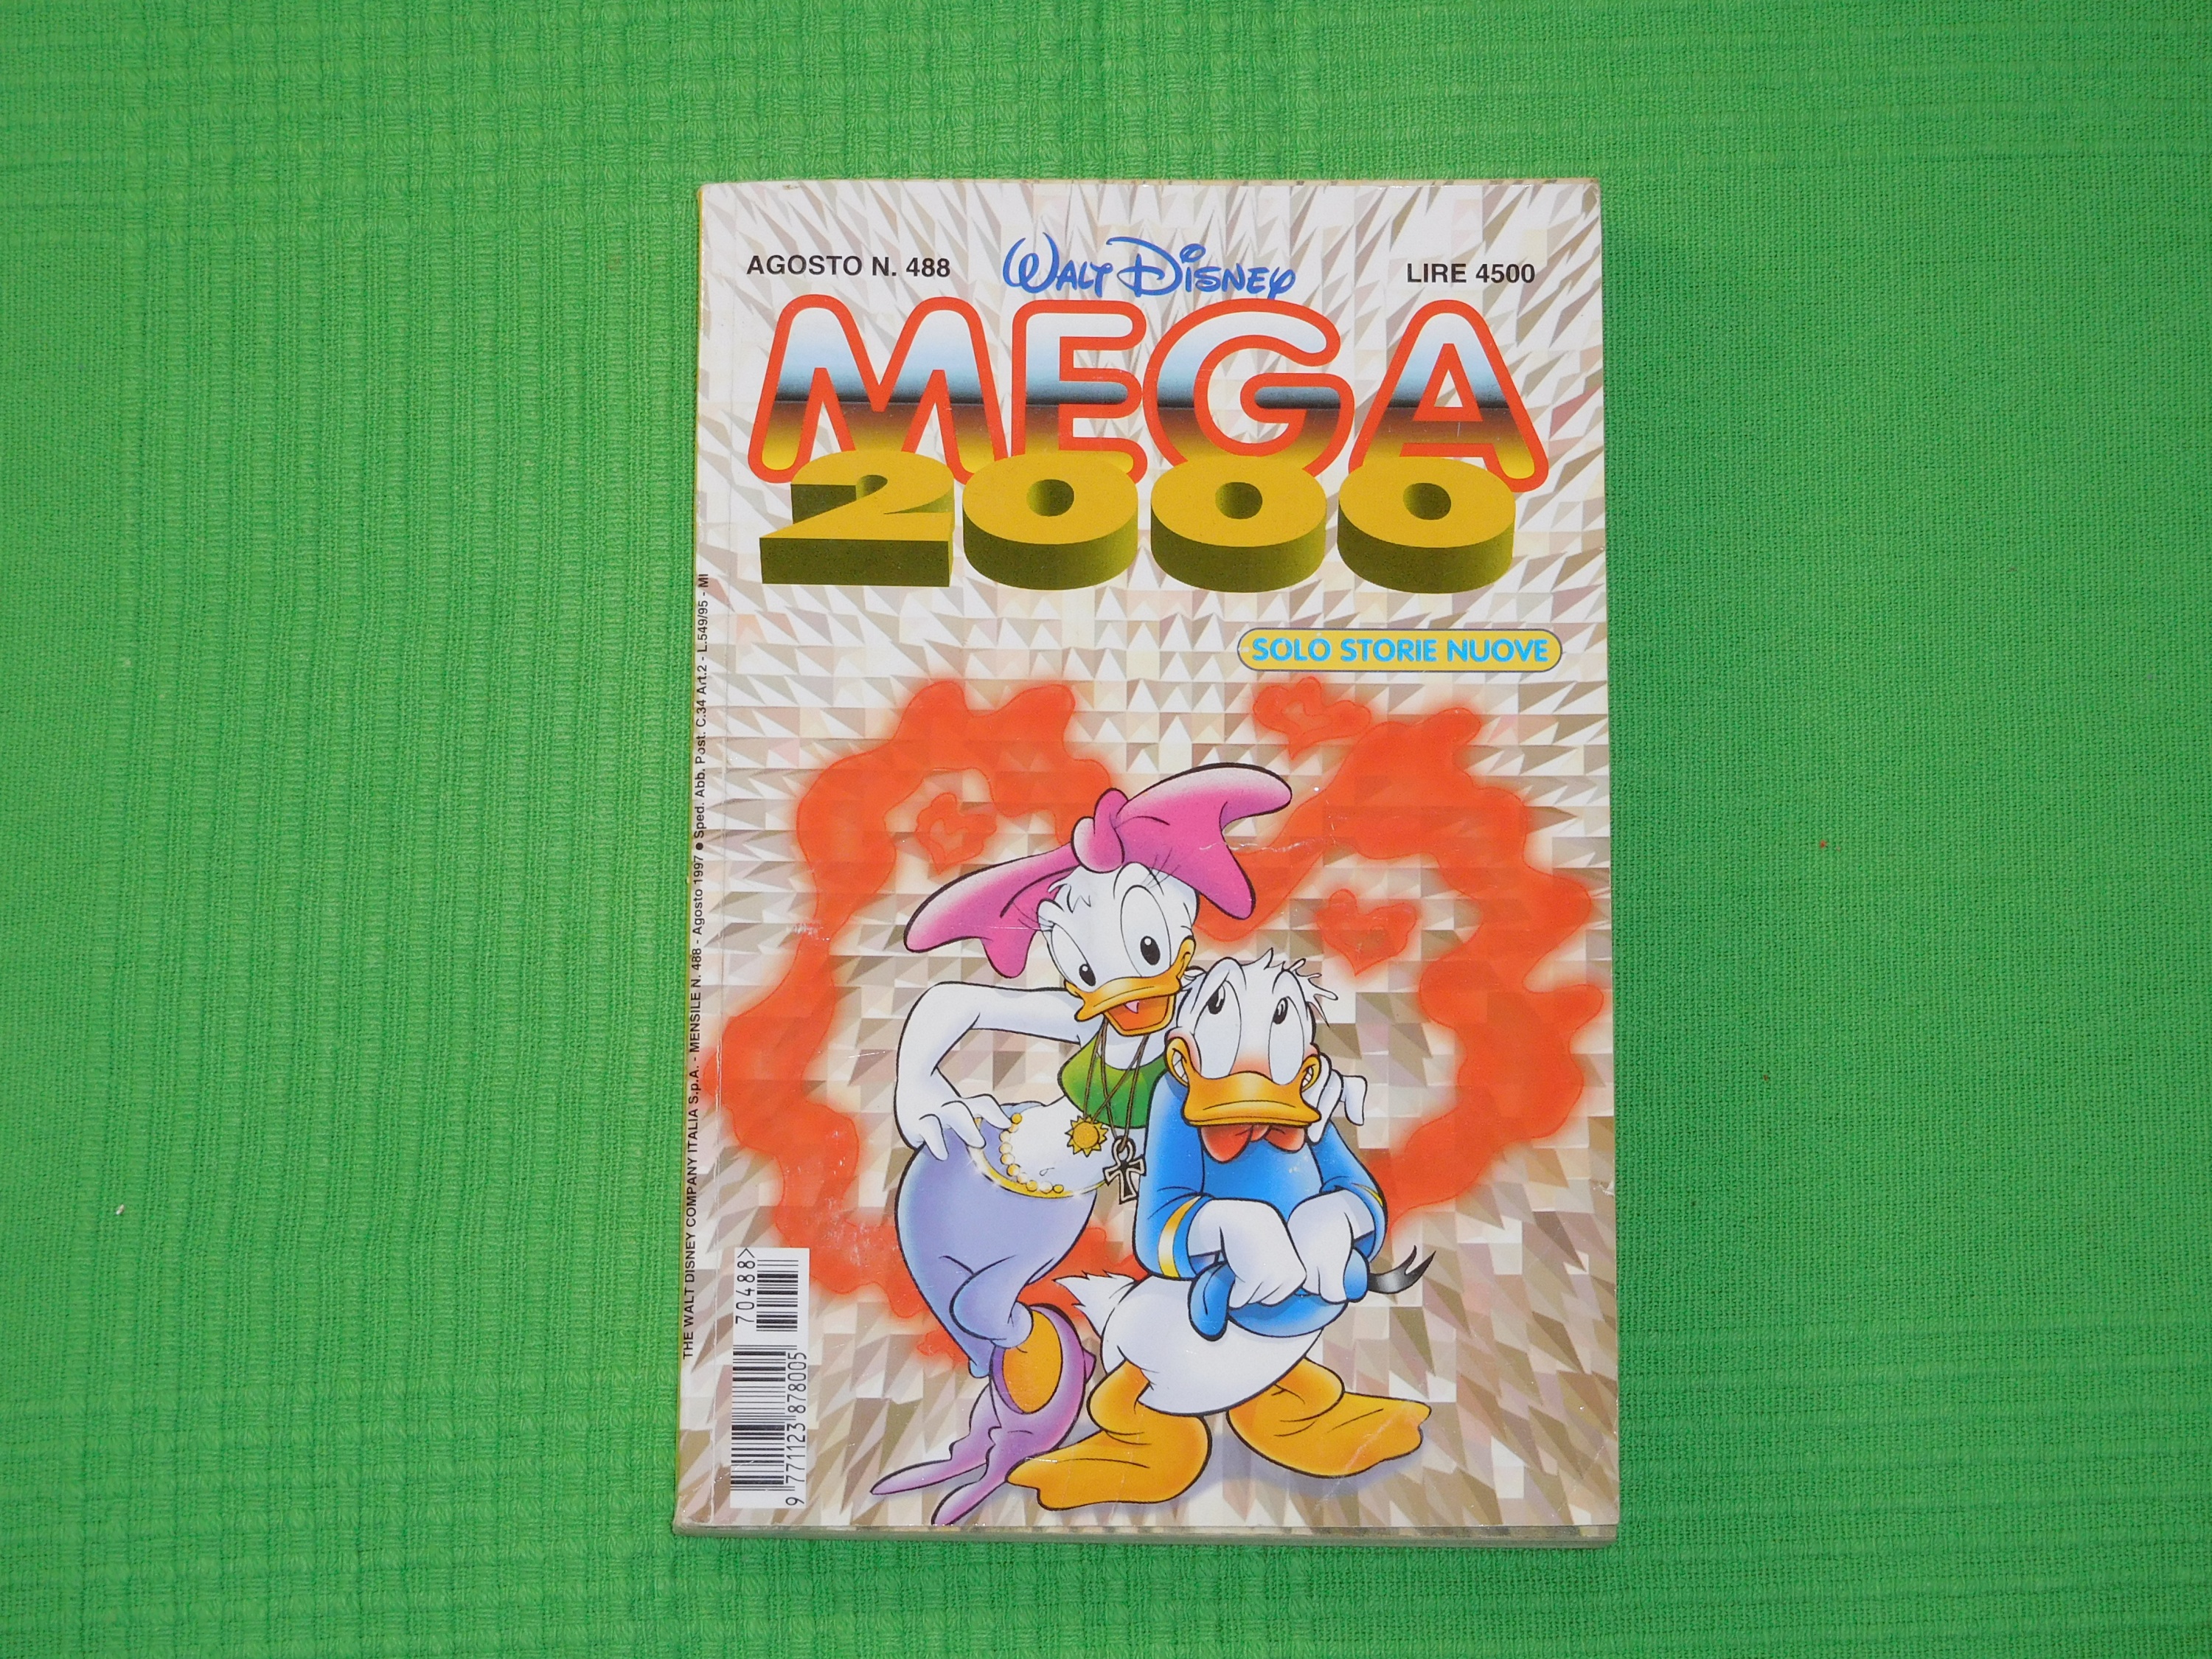 AGOSTO N. 488
WALT DISNEY
LIRE 4500
MEGA
2000
SOLO STORIE NUOVE
THE WALT DISNEY COMPANY ITALIA S.p.A. - MENSILE N. 488 - Agosto 1997 ● Sped. Abb. Post. C.34 Art.2 - L.549/95 - MI
70488>
9 771123 878005